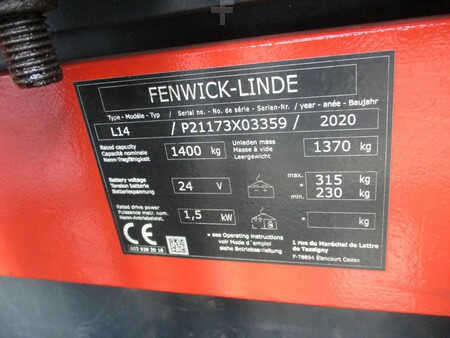 FENWICK-LINDE
Type - Modèle - Typ / Serial no. - No de série - Serien-Nr. / year - année - Baujahr
L14 / P21173X03359 / 2020
Rated capacity
Capacité nominale
Nenn-Tragfähigkeit
1400 kg
Unladen mass
Masse à vide
Leergewicht
1370 kg
Battery voltage
Tension batterie
Batteriespannung
24 V
max.
+
min.
315 kg
230 kg
Rated drive power
Puissance motr. nom.
Nenn-Antriebsleist.
1,5 kw
* kg
CE
* see Operating Instructions
voir Mode d'emploi
siehe Betriebsanleitung
1 rue du Maréchal de Lattre
de Tassigny
F-78854 Elancourt Cedex